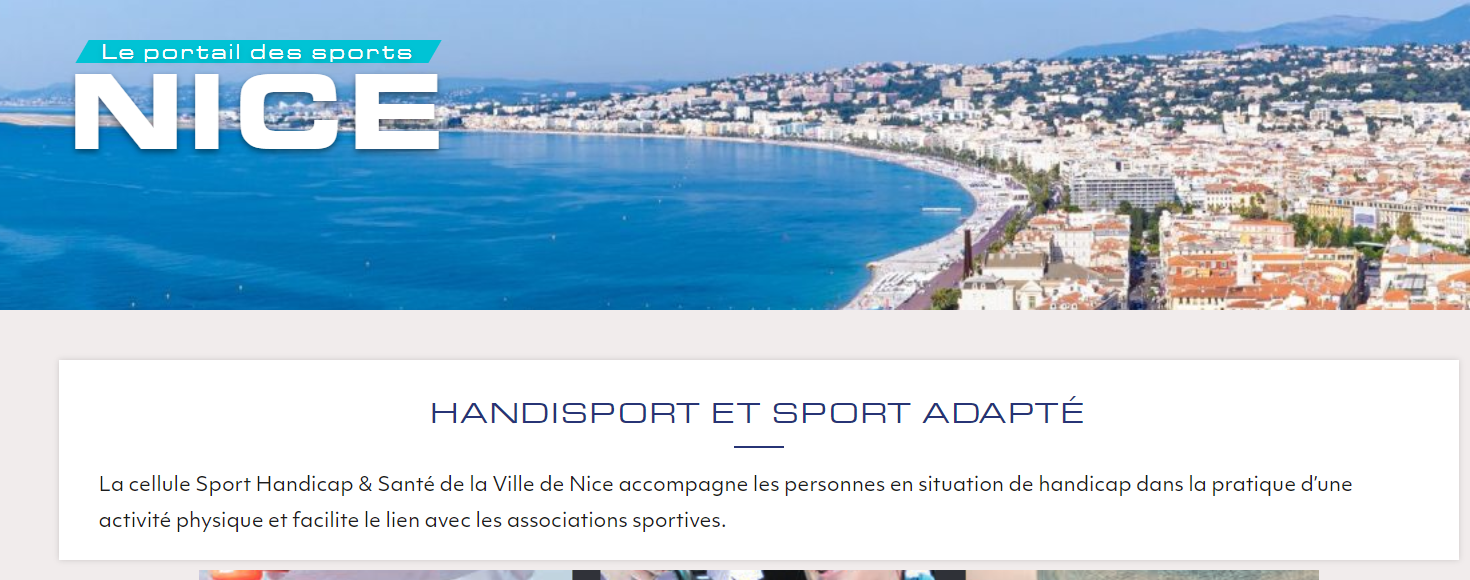 Le portail des sports
NICE
HANDISPORT ET SPORT ADAPTÉ
La cellule Sport Handicap & Santé de la Ville de Nice accompagne les personnes en situation de handicap dans la pratique d’une
activité physique et facilite le lien avec les associations sportives.